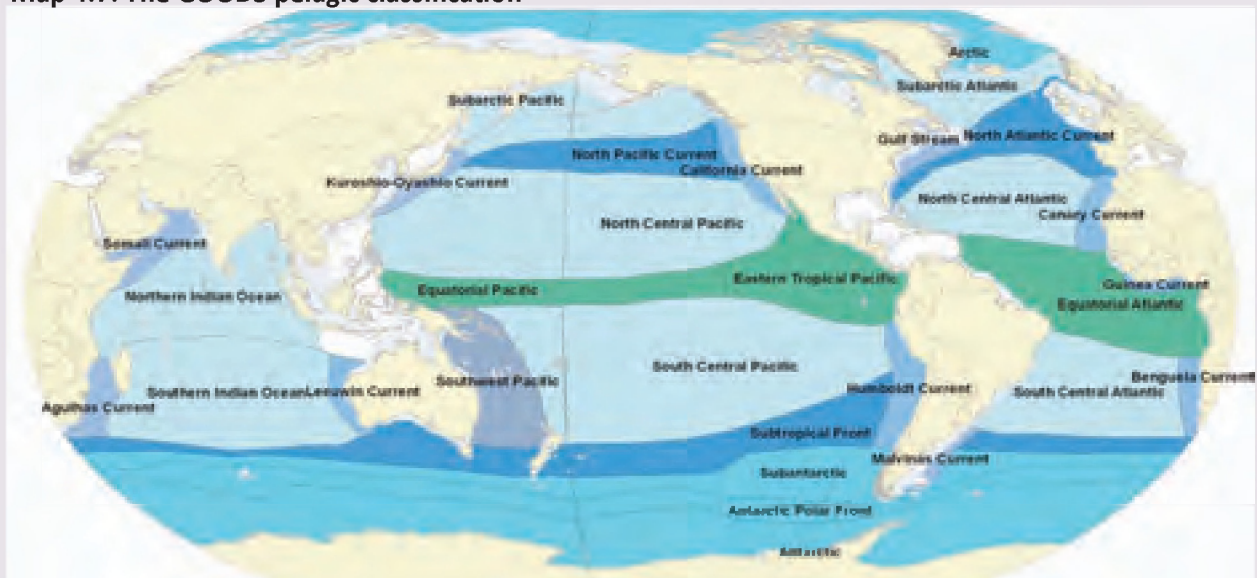 Map 4.4 The GOODS pelagic classification
Arctic
Subarctic Atlantic
Subarctic Pacific
Gulf Stream
North Atlantic Current
North Pacific Current
California Current
Kuroshio-Oyashio Current
North Central Atlantic
Canary Current
North Central Pacific
Somali Current
Eastern Tropical Pacific
Equatorial Pacific
Guinea Current
Northern Indian Ocean
Equatorial Atlantic
South Central Pacific
Benguela Current
Southwest Pacific
Humboldt Current
Southern Indian Ocean
Leeuwin Current
South Central Atlantic
Agulhas Current
Subtropical Front
Malvinas Current
Subantarctic
Antarctic Polar Front
Antarctic